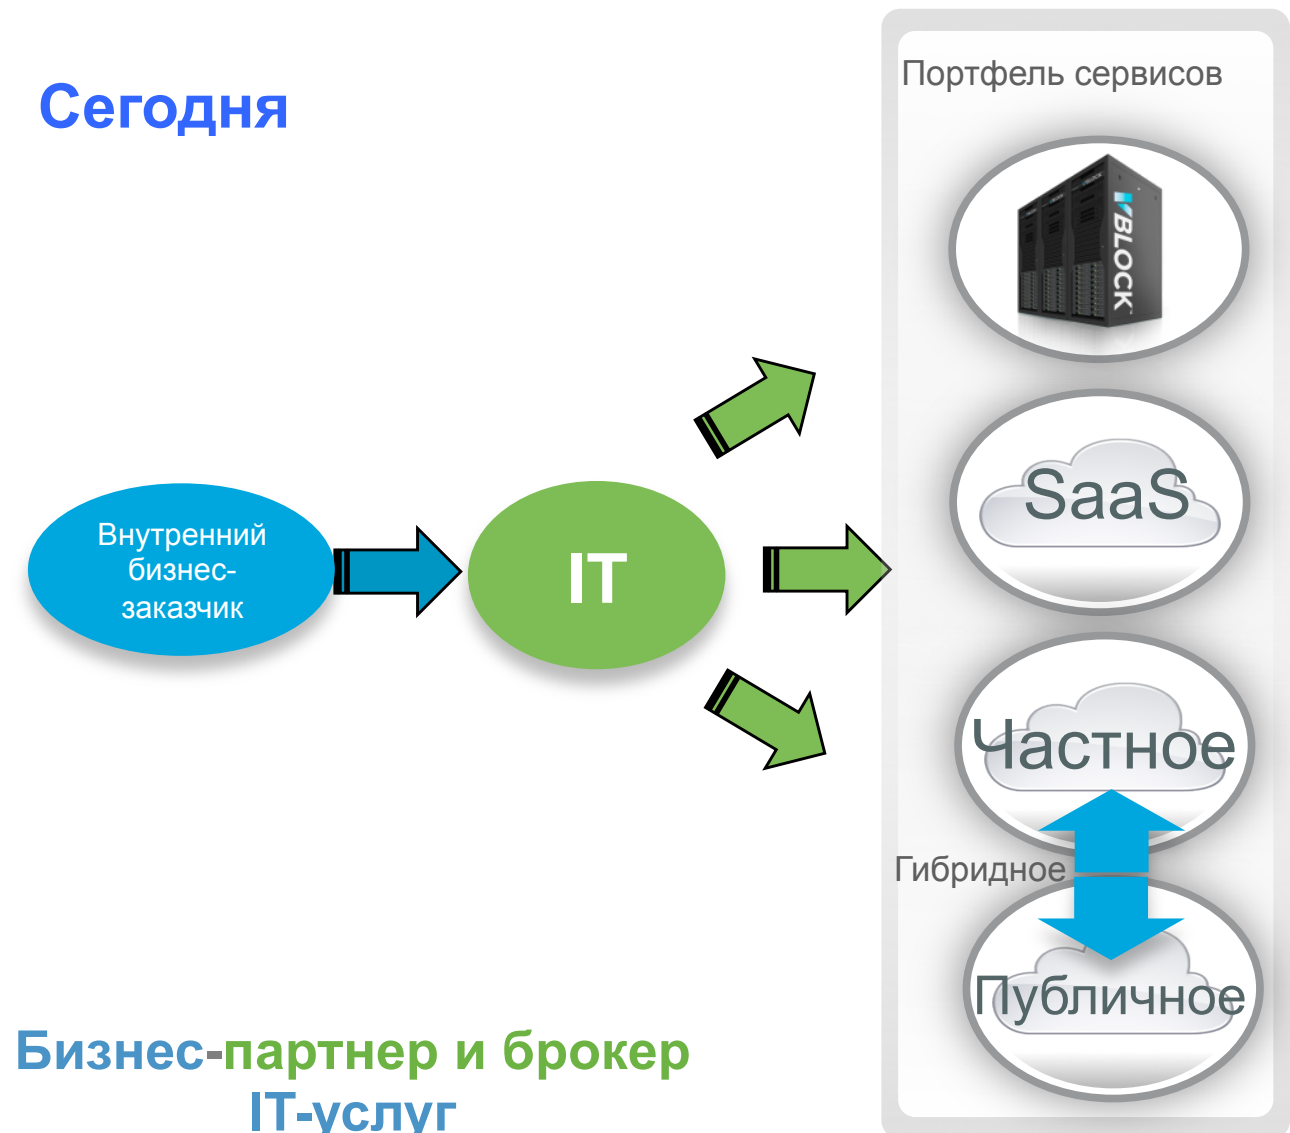 Сегодня
Портфель сервисов
VBLOCK
SaaS
Внутренний
бизнес-
заказчик
IT
Частное
Гибридное
Публичное
Бизнес-партнер и брокер
IT-услуг